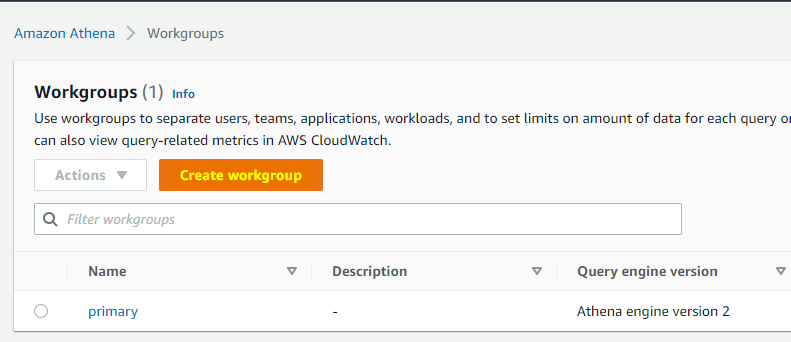 Amazon Athena > Workgroups
Workgroups (1) Info
Use workgroups to separate users, teams, applications, workloads, and to set limits on amount of data for each query or
can also view query-related metrics in AWS CloudWatch.
Actions Create workgroup
Filter workgroups
Name Description Query engine version
primary - Athena engine version 2